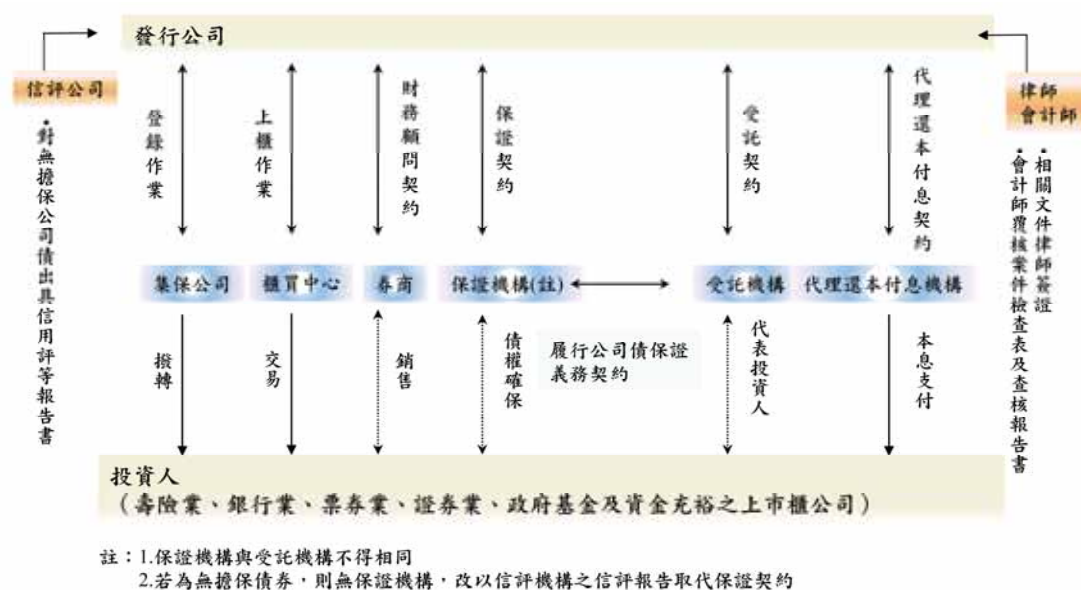 發行公司
信評公司
•對無擔保公司債出具信用評等報告書
律師
會計師
•相關文件律師簽證
•會計師覆核案件檢查表及查核報告書
登錄作業
上櫃作業
財務顧問契約
保證契約
受託契約
代理還本付息契約
集保公司
櫃買中心
券商
保證機構(註)
受託機構
代理還本付息機構
撥轉
交易
銷售
債權確保
履行公司債保證
義務契約
代表投資人
本息支付
投資人
(壽險業、銀行業、票券業、證券業、政府基金及資金充裕之上市櫃公司)
註:1.保證機構與受託機構不得相同
2.若為無擔保債券,則無保證機構,改以信評機構之信評報告取代保證契約